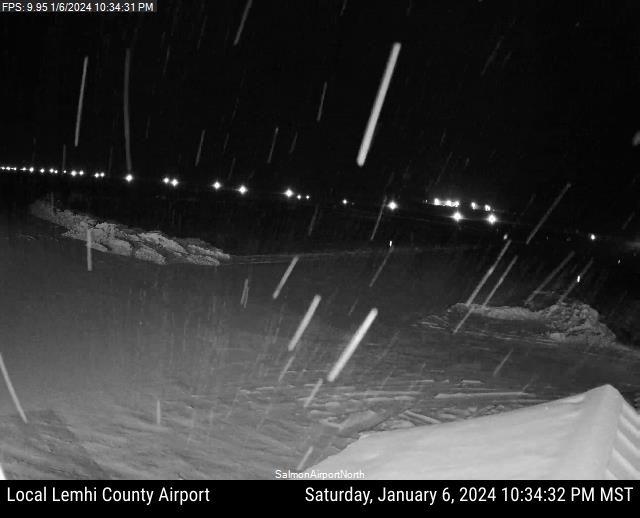 FPS: 9.95 1/6/2024 10:34:31 PM
SalmonAirportNorth
Local Lemhi County Airport Saturday, January 6, 2024 10:34:32 PM MST